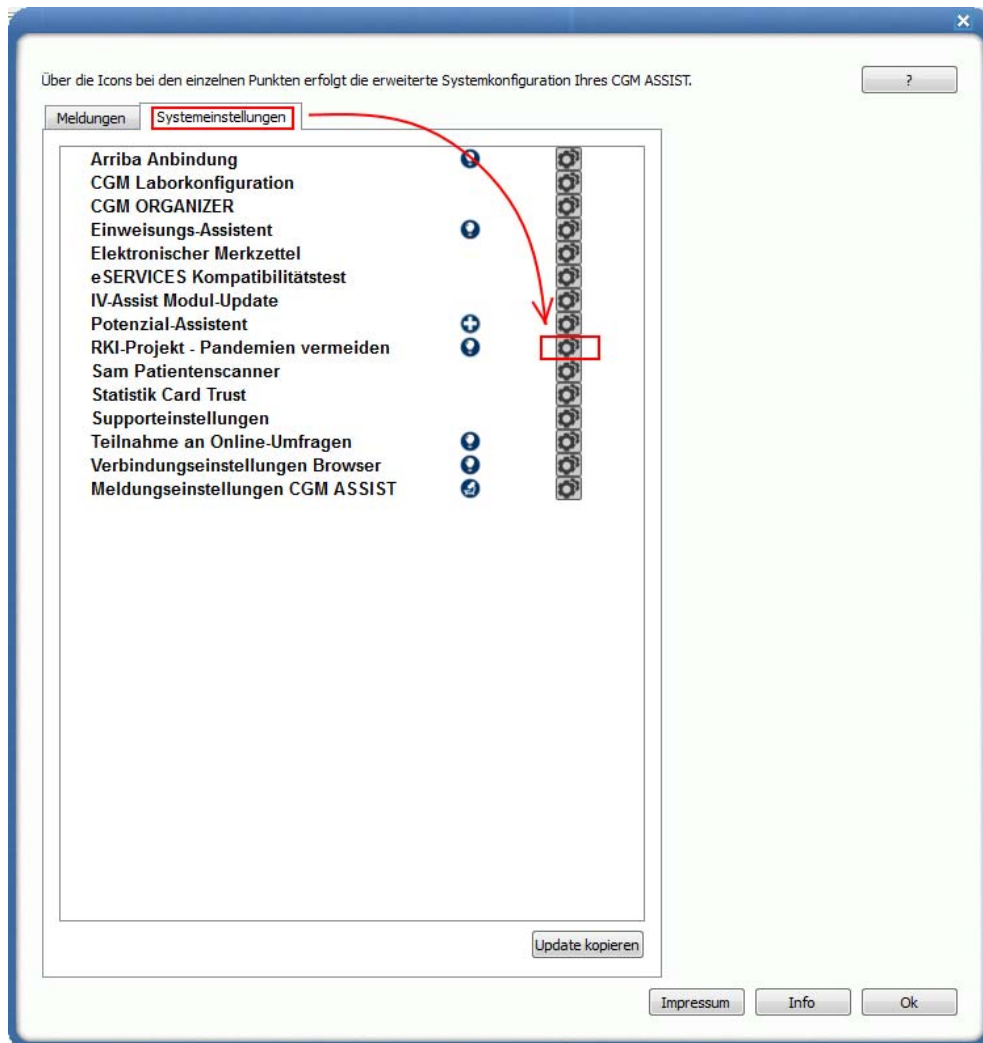 Über die Icons bei den einzelnen Punkten erfolgt die erweiterte Systemkonfiguration Ihres CGM ASSIST.
?
Meldungen
Systemeinstellungen
Arriba Anbindung
CGM Laborkonfiguration
CGM ORGANIZER
Einweisungs-Assistent
Elektronischer Merkzettel
eSERVICES Kompatibilitätstest
IV-Assist Modul-Update
Potenzial-Assistent
RKI-Projekt - Pandemien vermeiden
Sam Patientenscanner
Statistik Card Trust
Supporteinstellungen
Teilnahme an Online-Umfragen
Verbindungseinstellungen Browser
Meldungseinstellungen CGM ASSIST
Update kopieren
Impressum
Info
Ok